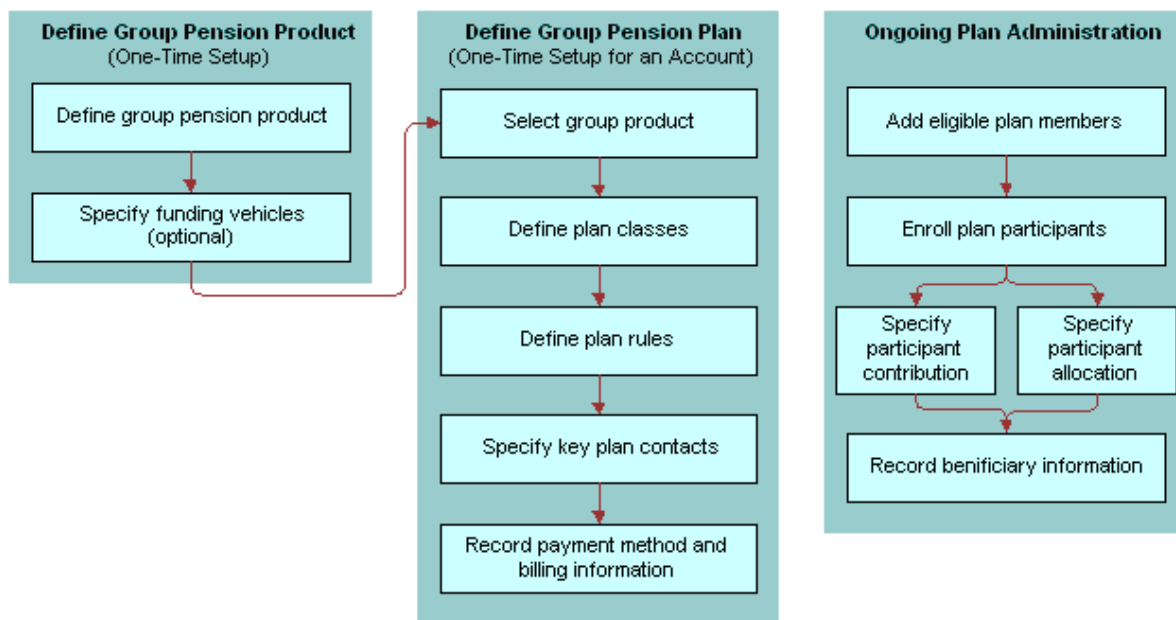 Define Group Pension Product
(One-Time Setup)
Define group pension product
Specify funding vehicles
(optional)
Define Group Pension Plan
(One-Time Setup for an Account)
Select group product
Define plan classes
Define plan rules
Specify key plan contacts
Record payment method and
billing information
Ongoing Plan Administration
Add eligible plan members
Enroll plan participants
Specify
participant
contribution
Specify
participant
allocation
Record benificiary information